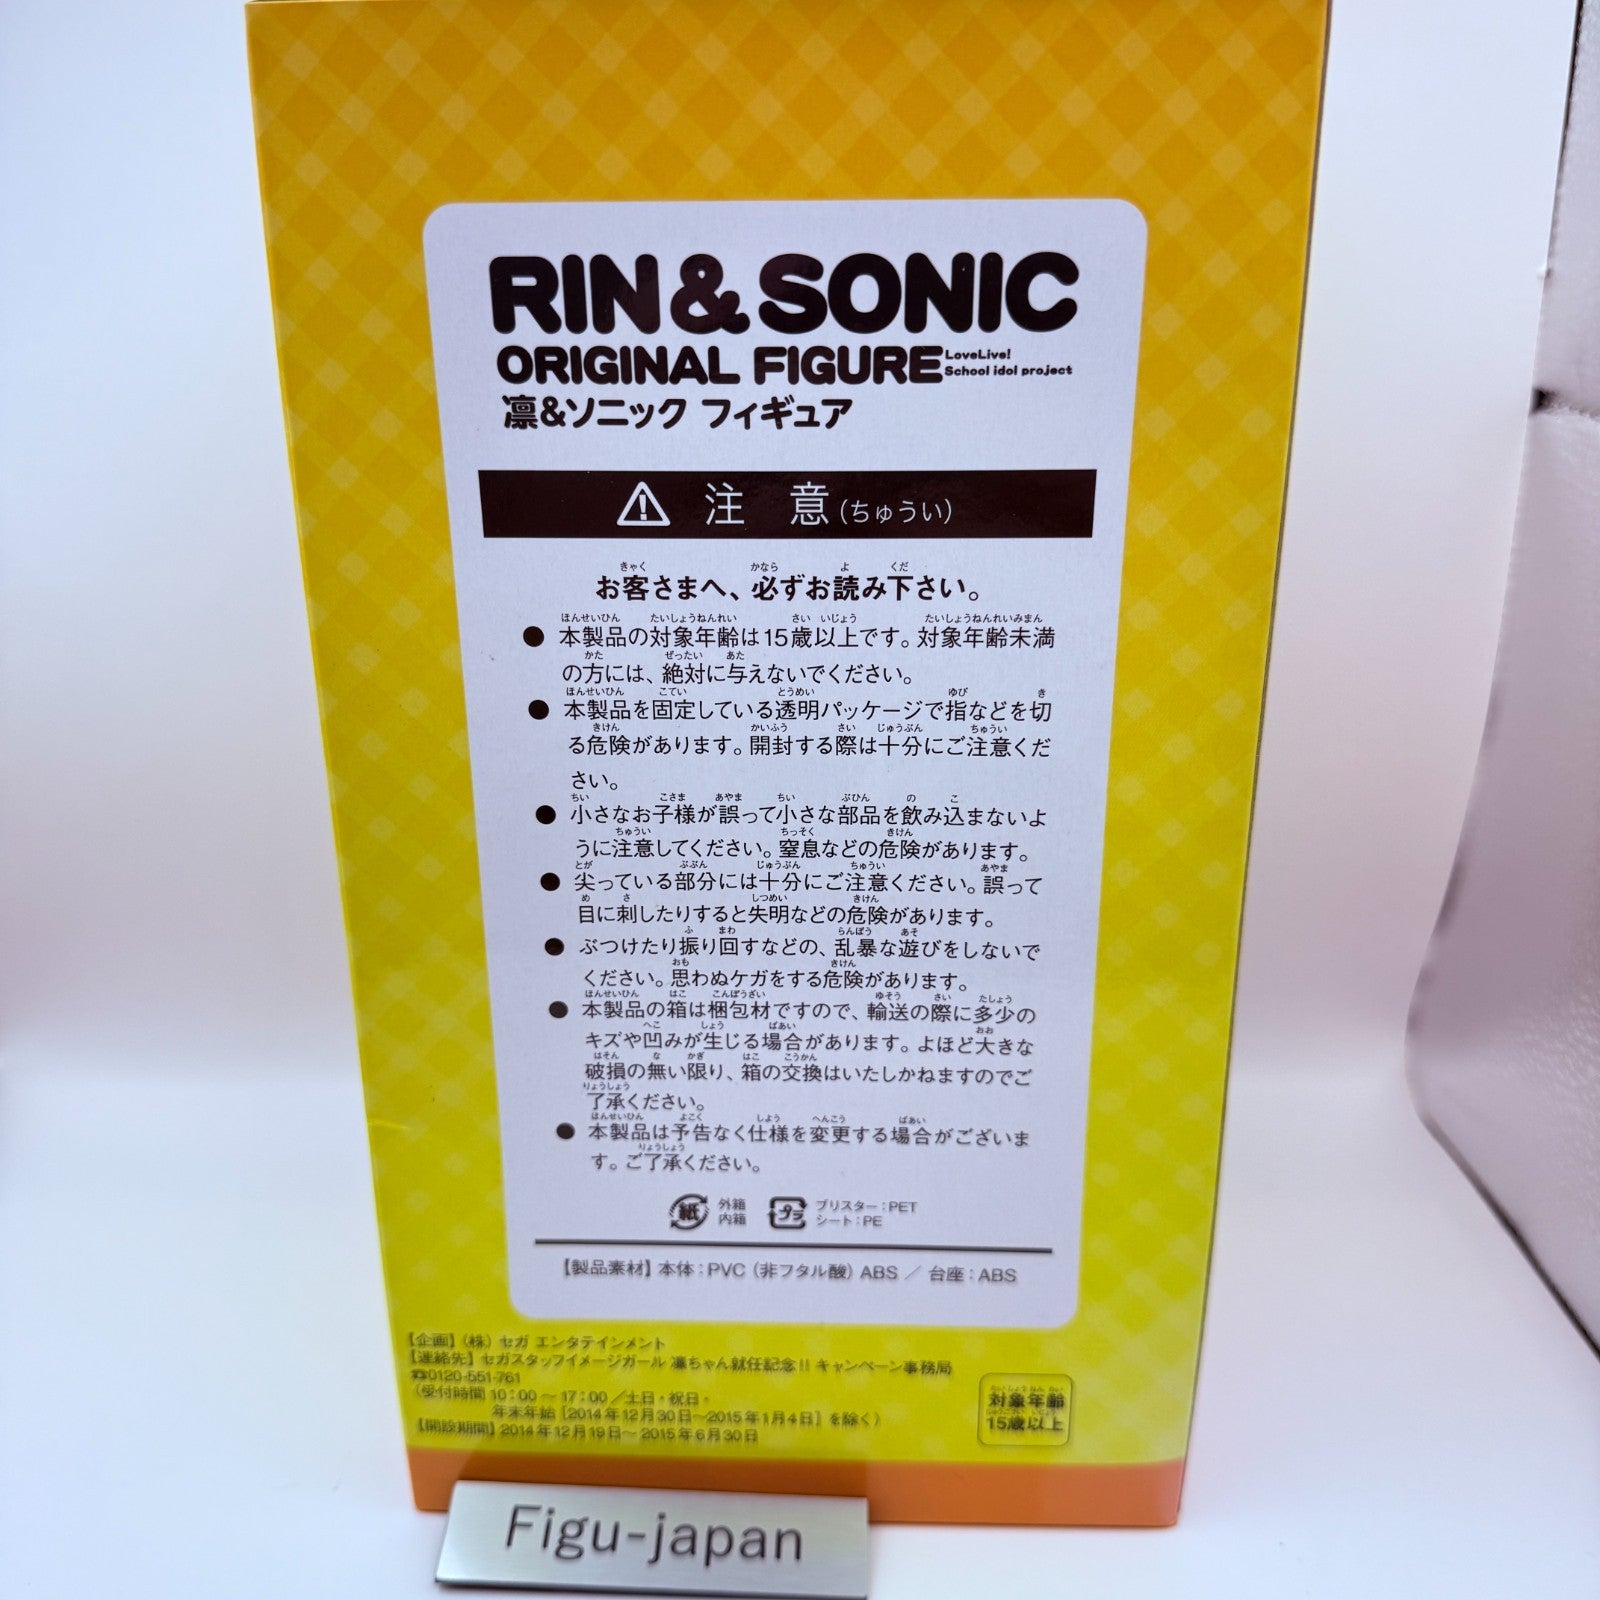 RIN&SONIC
ORIGINAL FIGURE LoveLive! School idol project
凛&ソニック フィギュア
注 意(ちゅうい)
お客さまへ、必ずお読み下さい。
● 本製品の対象年齢は15歳以上です。対象年齢未満
の方には、絶対に与えないでください。
● 本製品を固定している透明パッケージで指などを切
る危険があります。開封する際は十分にご注意くだ
さい。
● 小さなお子様が誤って小さな部品を飲み込まないよ
うに注意してください。窒息などの危険があります。
● 尖っている部分には十分にご注意ください。誤って
目に刺したりすると失明などの危険があります。
● ぶつけたり振り回すなどの、乱暴な遊びをしないで
ください。思わぬケガをする危険があります。
● 本製品の箱は梱包材ですので、輸送の際に多少の
キズや凹みが生じる場合があります。よほど大きな
破損の無い限り、箱の交換はいたしかねますのでご
了承ください。
● 本製品は予告なく仕様を変更する場合がございま
す。ご了承ください。
紙 外箱 プラ ブリスター:PET
内箱 シート:PE
【製品素材】本体:PVC(非フタル酸)ABS / 台座:ABS
【企画】(株)セガ エンタテインメント
【連絡先】セガスタッフイメージガール 凛ちゃん就任記念!! キャンペーン事務局
☎0120-551-761
(受付時間 10:00~17:00/土日・祝日・
年末年始[2014年12月30日~2015年1月4日]を除く)
【開設期間】2014年12月19日~2015年6月30日
対象年齢
15歳以上
Figu-japan